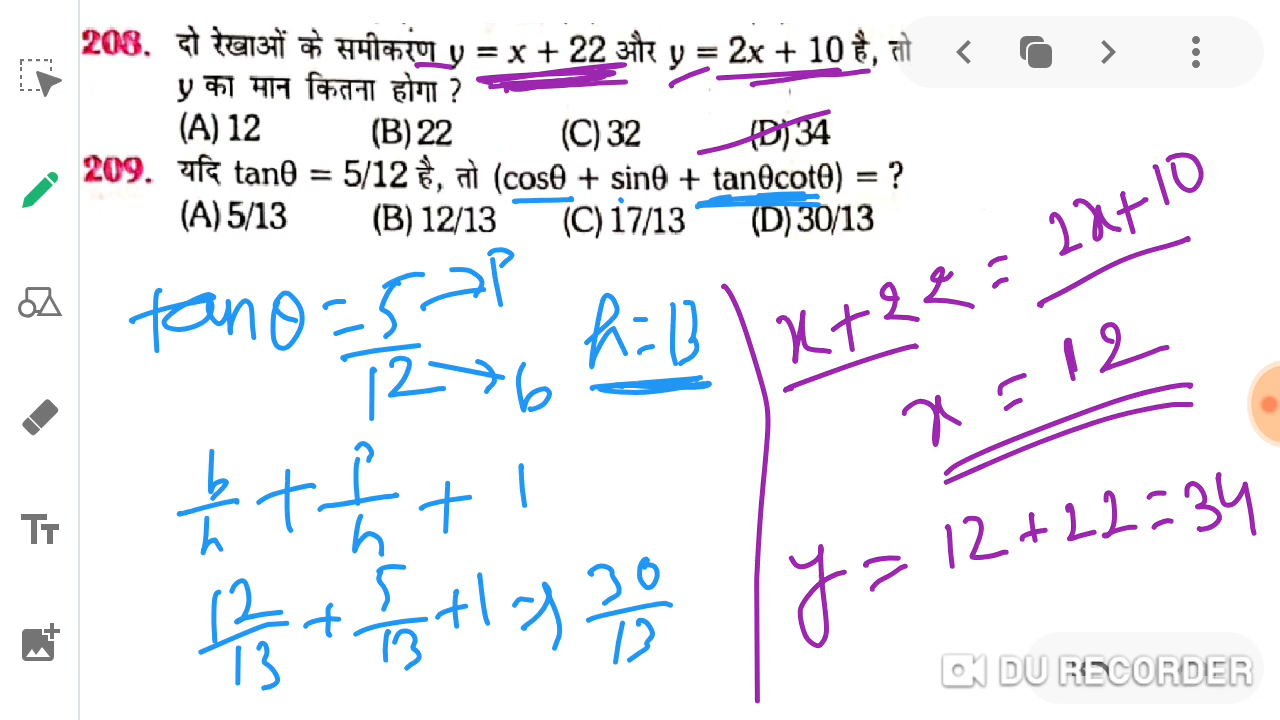 208. दो रेखाओं के समीकरण y = x + 22 और y = 2x + 10 है, तो
y का मान कितना होगा ?
(A) 12 (B) 22 (C) 32 (D) 34
209. यदि tanθ = 5/12 है, तो (cosθ + sinθ + tanθcotθ) = ?
(A) 5/13 (B) 12/13 (C) 17/13 (D) 30/13
tanθ = 5/12 → p → b h = 13
b/h + p/h + 1
12/13 + 5/13 + 1 ⇒ 30/13
x + 22 = 2x + 10
x = 12
y = 12 + 22 = 34
Tт
DU RECORDER